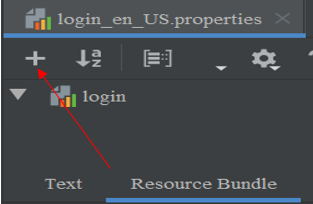 login_en_US.properties
login
Text Resource Bundle